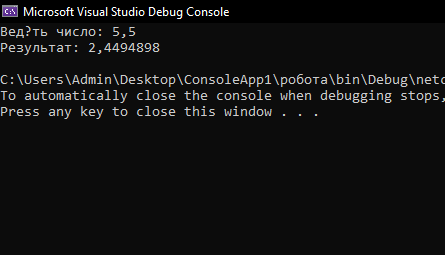 Microsoft Visual Studio Debug Console
Вед?ть число: 5,5
Результат: 2,4494898
C:\Users\Admin\Desktop\ConsoleApp1\робота\bin\Debug\netc
To automatically close the console when debugging stops,
Press any key to close this window . . .